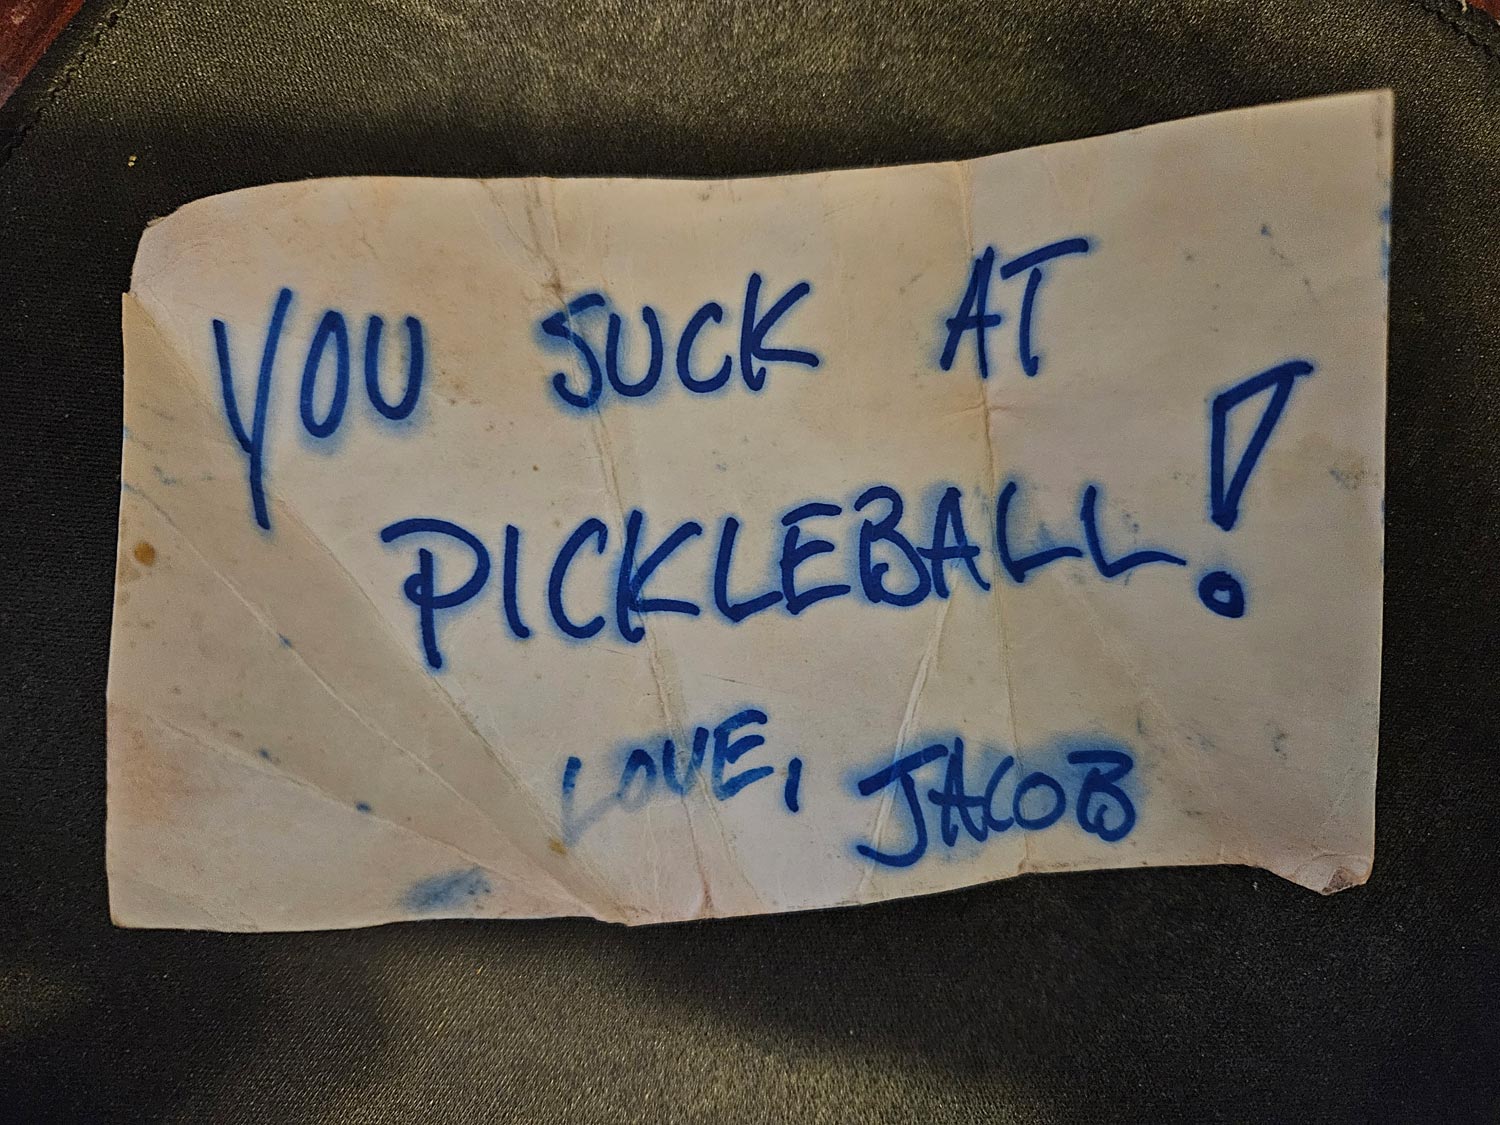 YOU SUCK AT
PICKLEBALL!
LOVE, JACOB